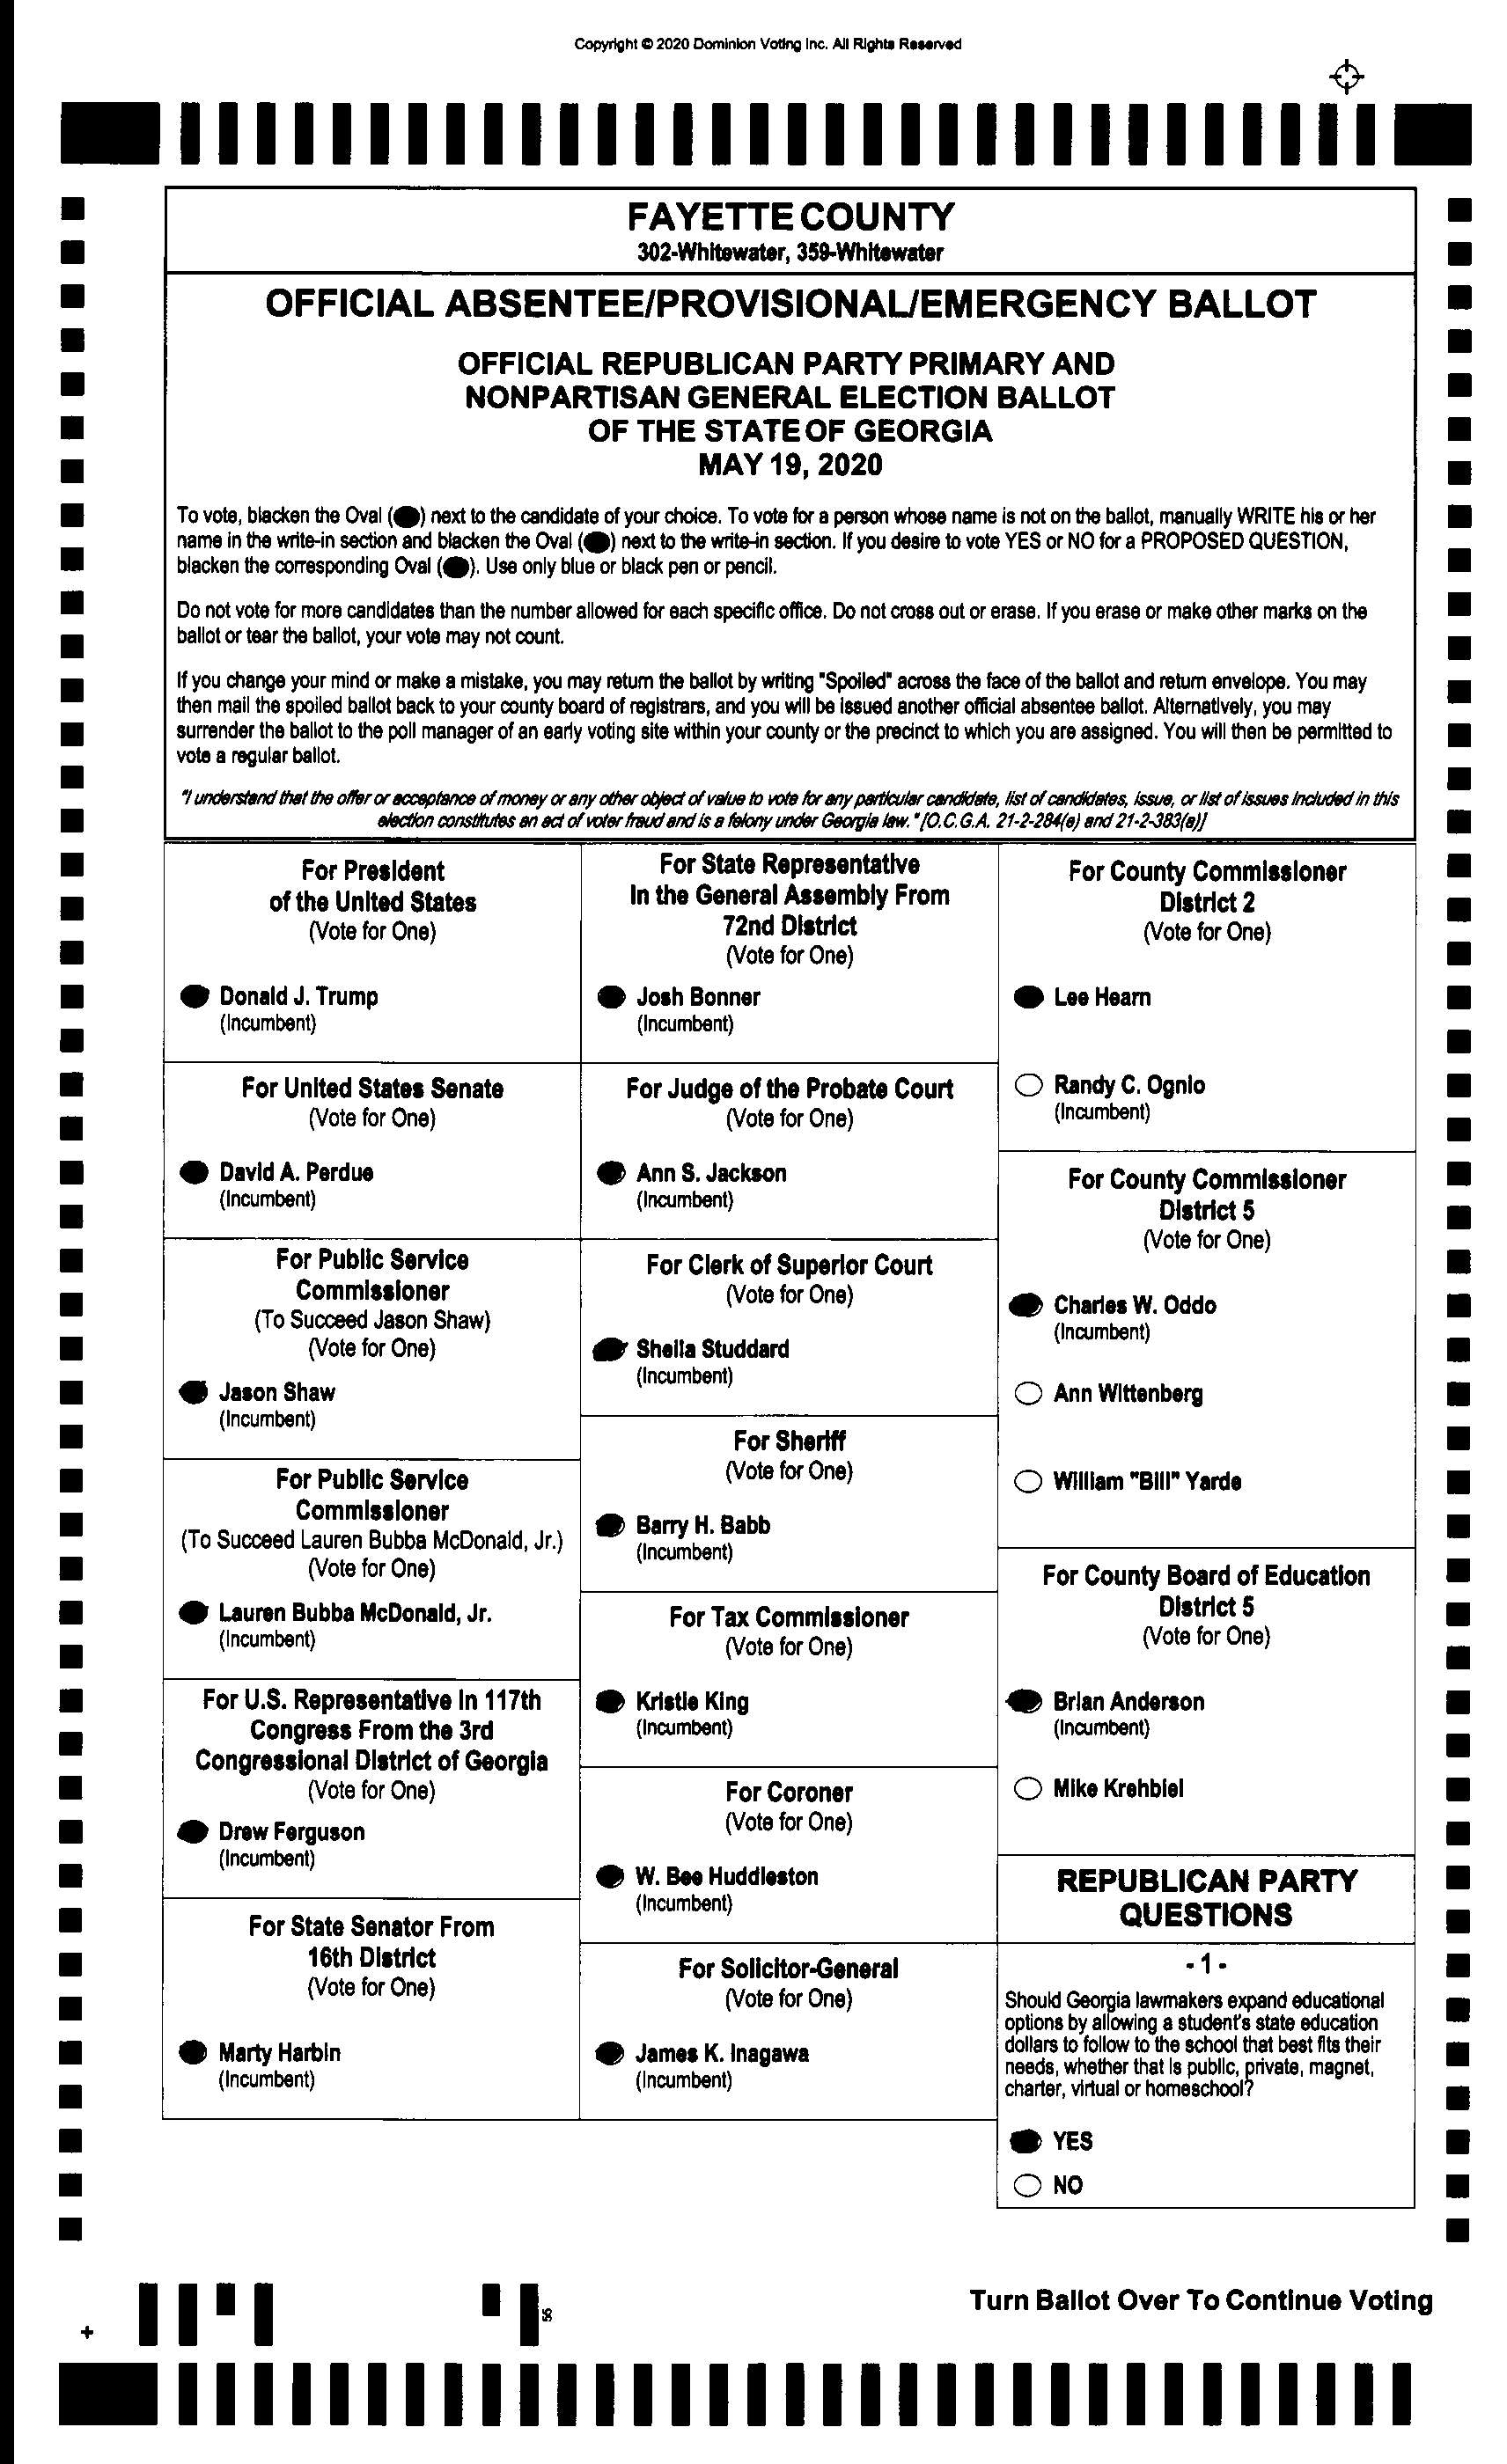 Copyright © 2020 Dominion Voting Inc. All Rights Reserved
FAYETTE COUNTY
302-Whitewater, 359-Whitewater
OFFICIAL ABSENTEE/PROVISIONAL/EMERGENCY BALLOT
OFFICIAL REPUBLICAN PARTY PRIMARY AND
NONPARTISAN GENERAL ELECTION BALLOT
OF THE STATE OF GEORGIA
MAY 19, 2020
To vote, blacken the Oval ( ) next to the candidate of your choice. To vote for a person whose name is not on the ballot, manually WRITE his or her
name in the write-in section and blacken the Oval ( ) next to the write-in section. If you desire to vote YES or NO for a PROPOSED QUESTION,
blacken the corresponding Oval ( ). Use only blue or black pen or pencil.
Do not vote for more candidates than the number allowed for each specific office. Do not cross out or erase. If you erase or make other marks on the
ballot or tear the ballot, your vote may not count.
If you change your mind or make a mistake, you may return the ballot by writing "Spoiled" across the face of the ballot and return envelope. You may
then mail the spoiled ballot back to your county board of registrars, and you will be issued another official absentee ballot. Alternatively, you may
surrender the ballot to the poll manager of an early voting site within your county or the precinct to which you are assigned. You will then be permitted to
vote a regular ballot.
"I understand that the offer or acceptance of money or any other object of value to vote for any particular candidate, list of candidates, issue, or list of issues included in this
election constitutes an act of voter fraud and is a felony under Georgia law." [O.C.G.A. 21-2-284(e) and 21-2-383(a)]
For President
of the United States
(Vote for One)
Donald J. Trump
(Incumbent)
For United States Senate
(Vote for One)
David A. Perdue
(Incumbent)
For Public Service
Commissioner
(To Succeed Jason Shaw)
(Vote for One)
Jason Shaw
(Incumbent)
For Public Service
Commissioner
(To Succeed Lauren Bubba McDonald, Jr.)
(Vote for One)
Lauren Bubba McDonald, Jr.
(Incumbent)
For U.S. Representative in 117th
Congress From the 3rd
Congressional District of Georgia
(Vote for One)
Drew Ferguson
(Incumbent)
For State Senator From
16th District
(Vote for One)
Marty Harbin
(Incumbent)
For State Representative
In the General Assembly From
72nd District
(Vote for One)
Josh Bonner
(Incumbent)
For Judge of the Probate Court
(Vote for One)
Ann S. Jackson
(Incumbent)
For Clerk of Superior Court
(Vote for One)
Sheila Studdard
(Incumbent)
For Sheriff
(Vote for One)
Barry H. Babb
(Incumbent)
For Tax Commissioner
(Vote for One)
Kristie King
(Incumbent)
For Coroner
(Vote for One)
W. Bee Huddleston
(Incumbent)
For Solicitor-General
(Vote for One)
James K. Inagawa
(Incumbent)
For County Commissioner
District 2
(Vote for One)
Lee Hearn
Randy C. Ognio
(Incumbent)
For County Commissioner
District 5
(Vote for One)
Charles W. Oddo
(Incumbent)
Ann Wittenberg
William "Bill" Yarde
For County Board of Education
District 5
(Vote for One)
Brian Anderson
(Incumbent)
Mike Krehbiel
REPUBLICAN PARTY
QUESTIONS
- 1 -
Should Georgia lawmakers expand educational
options by allowing a student's state education
dollars to follow to the school that best fits their
needs, whether that is public, private, magnet,
charter, virtual or homeschool?
YES
NO
Turn Ballot Over To Continue Voting
56